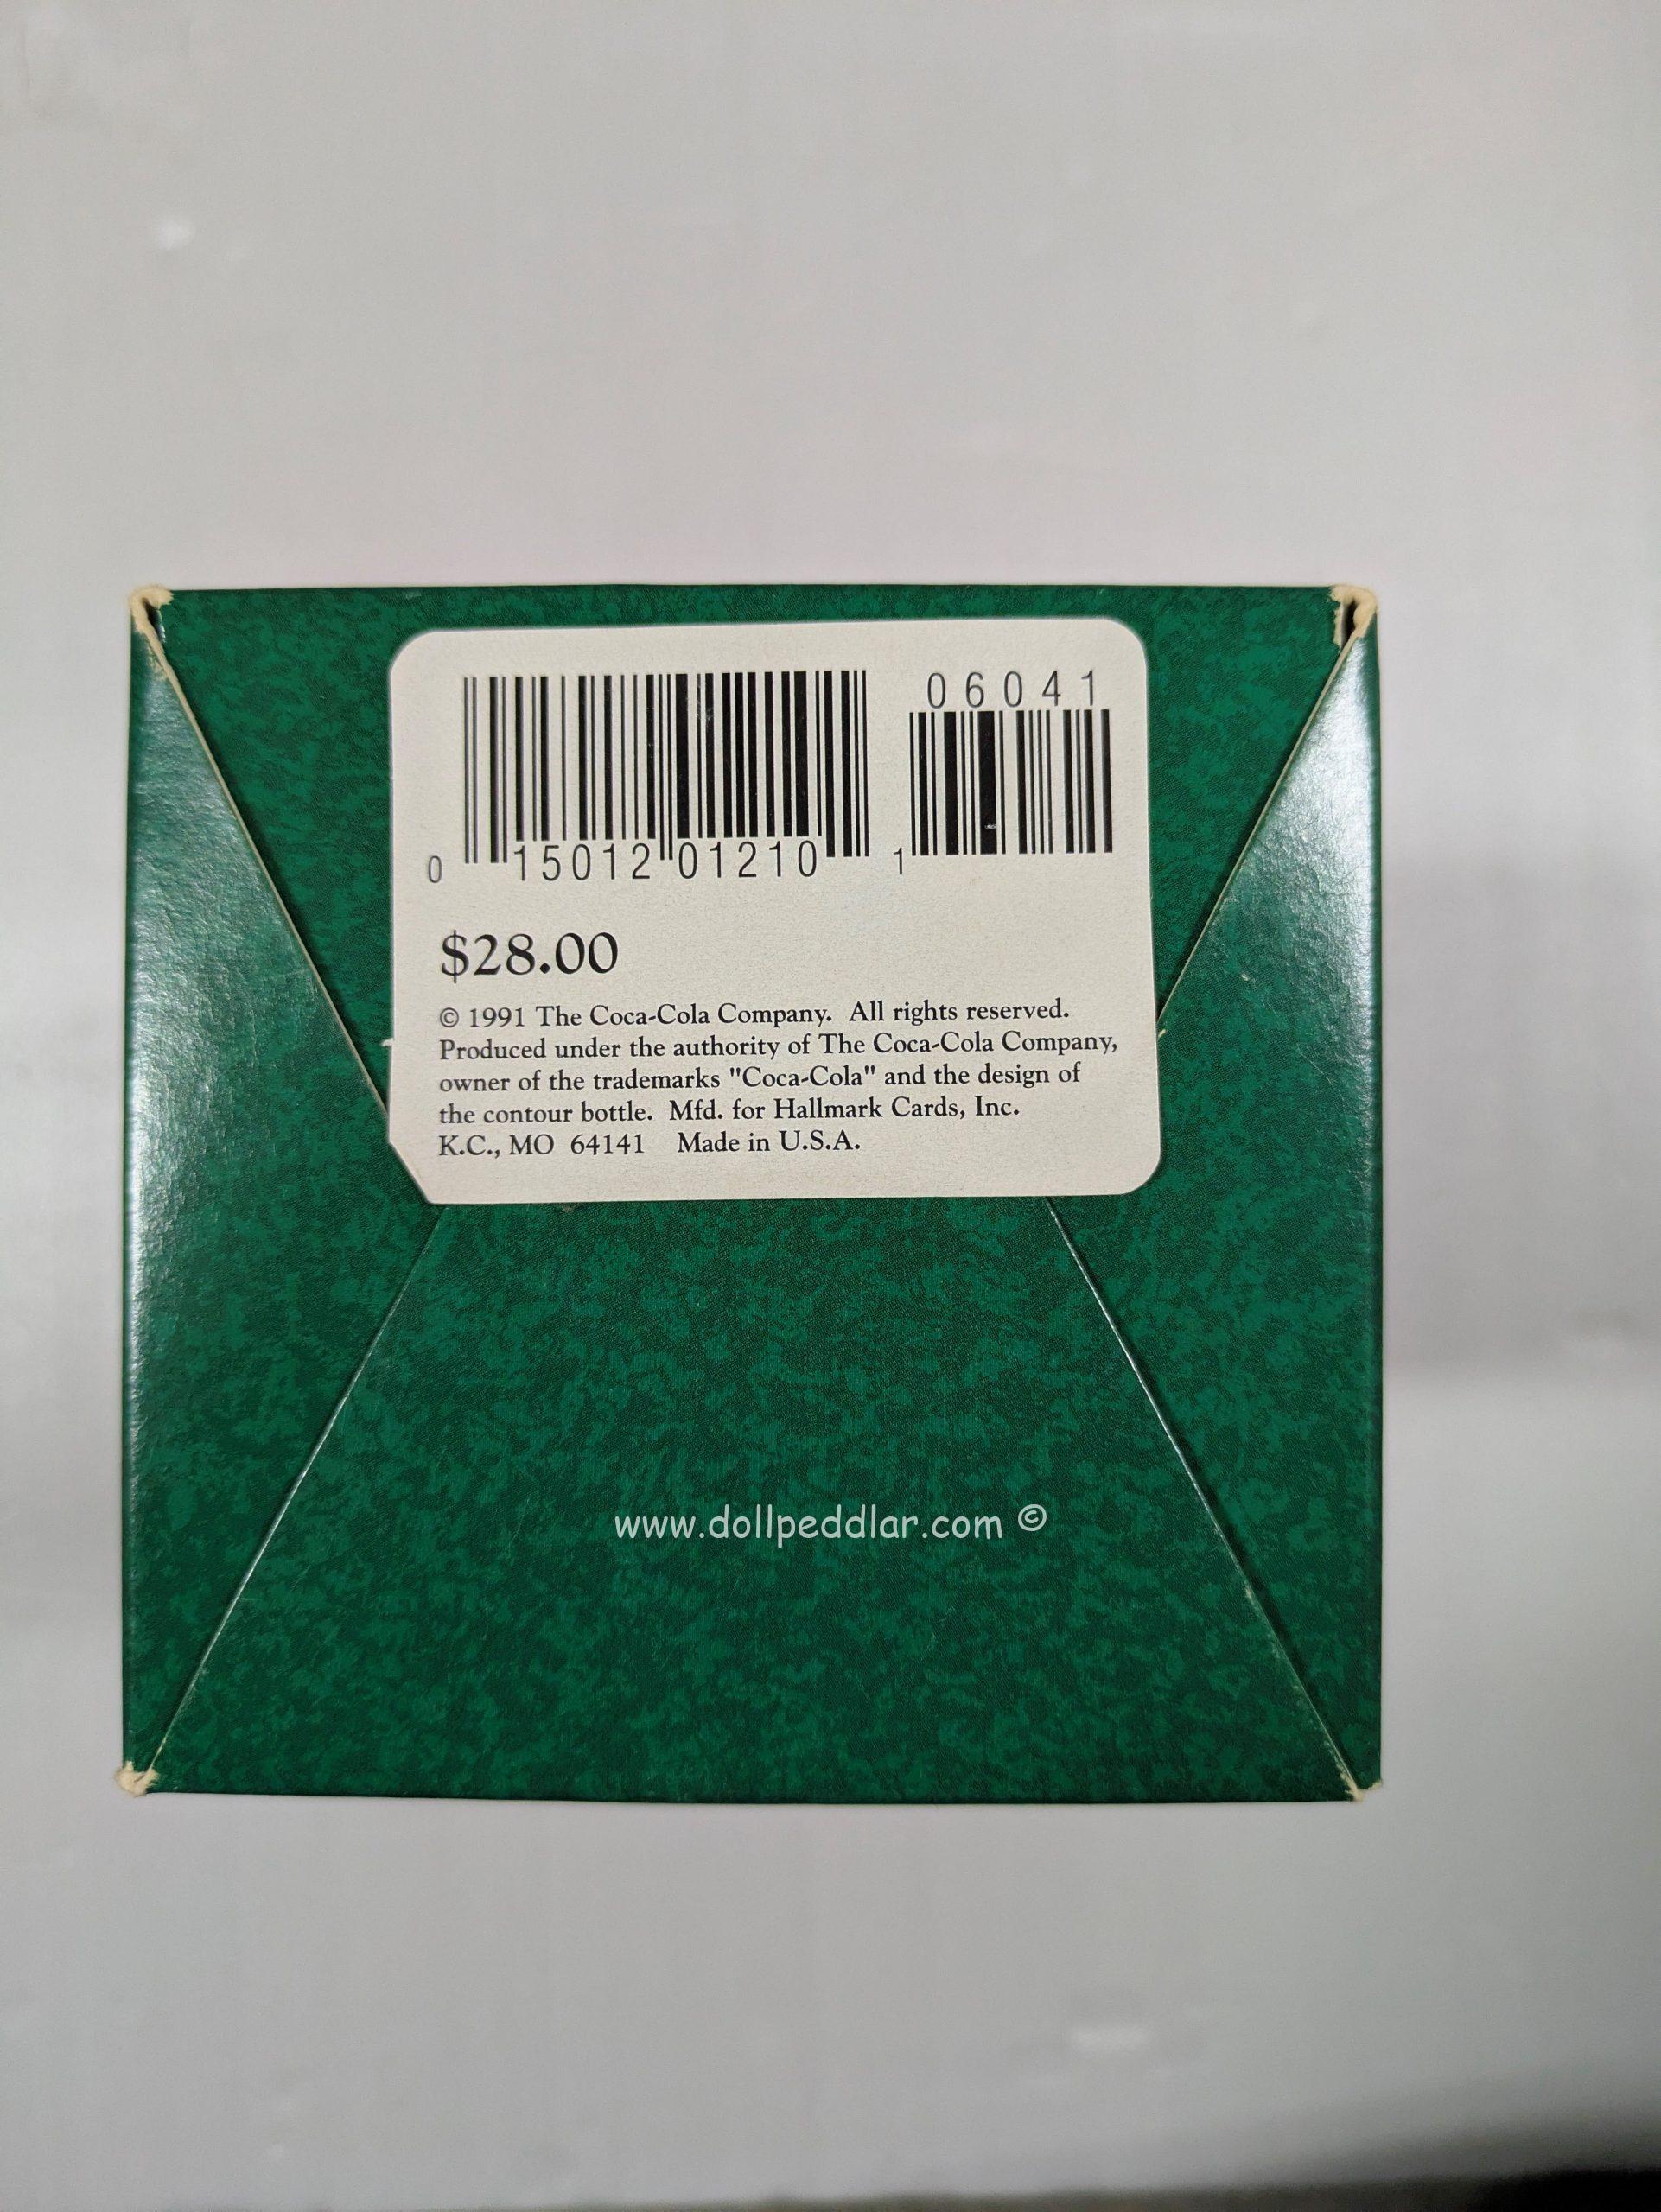 06041
0 15012 01210 1
$28.00
© 1991 The Coca-Cola Company. All rights reserved.
Produced under the authority of The Coca-Cola Company,
owner of the trademarks "Coca-Cola" and the design of
the contour bottle. Mfd. for Hallmark Cards, Inc.
K.C., MO 64141 Made in U.S.A.
www.dollpeddlar.com ©